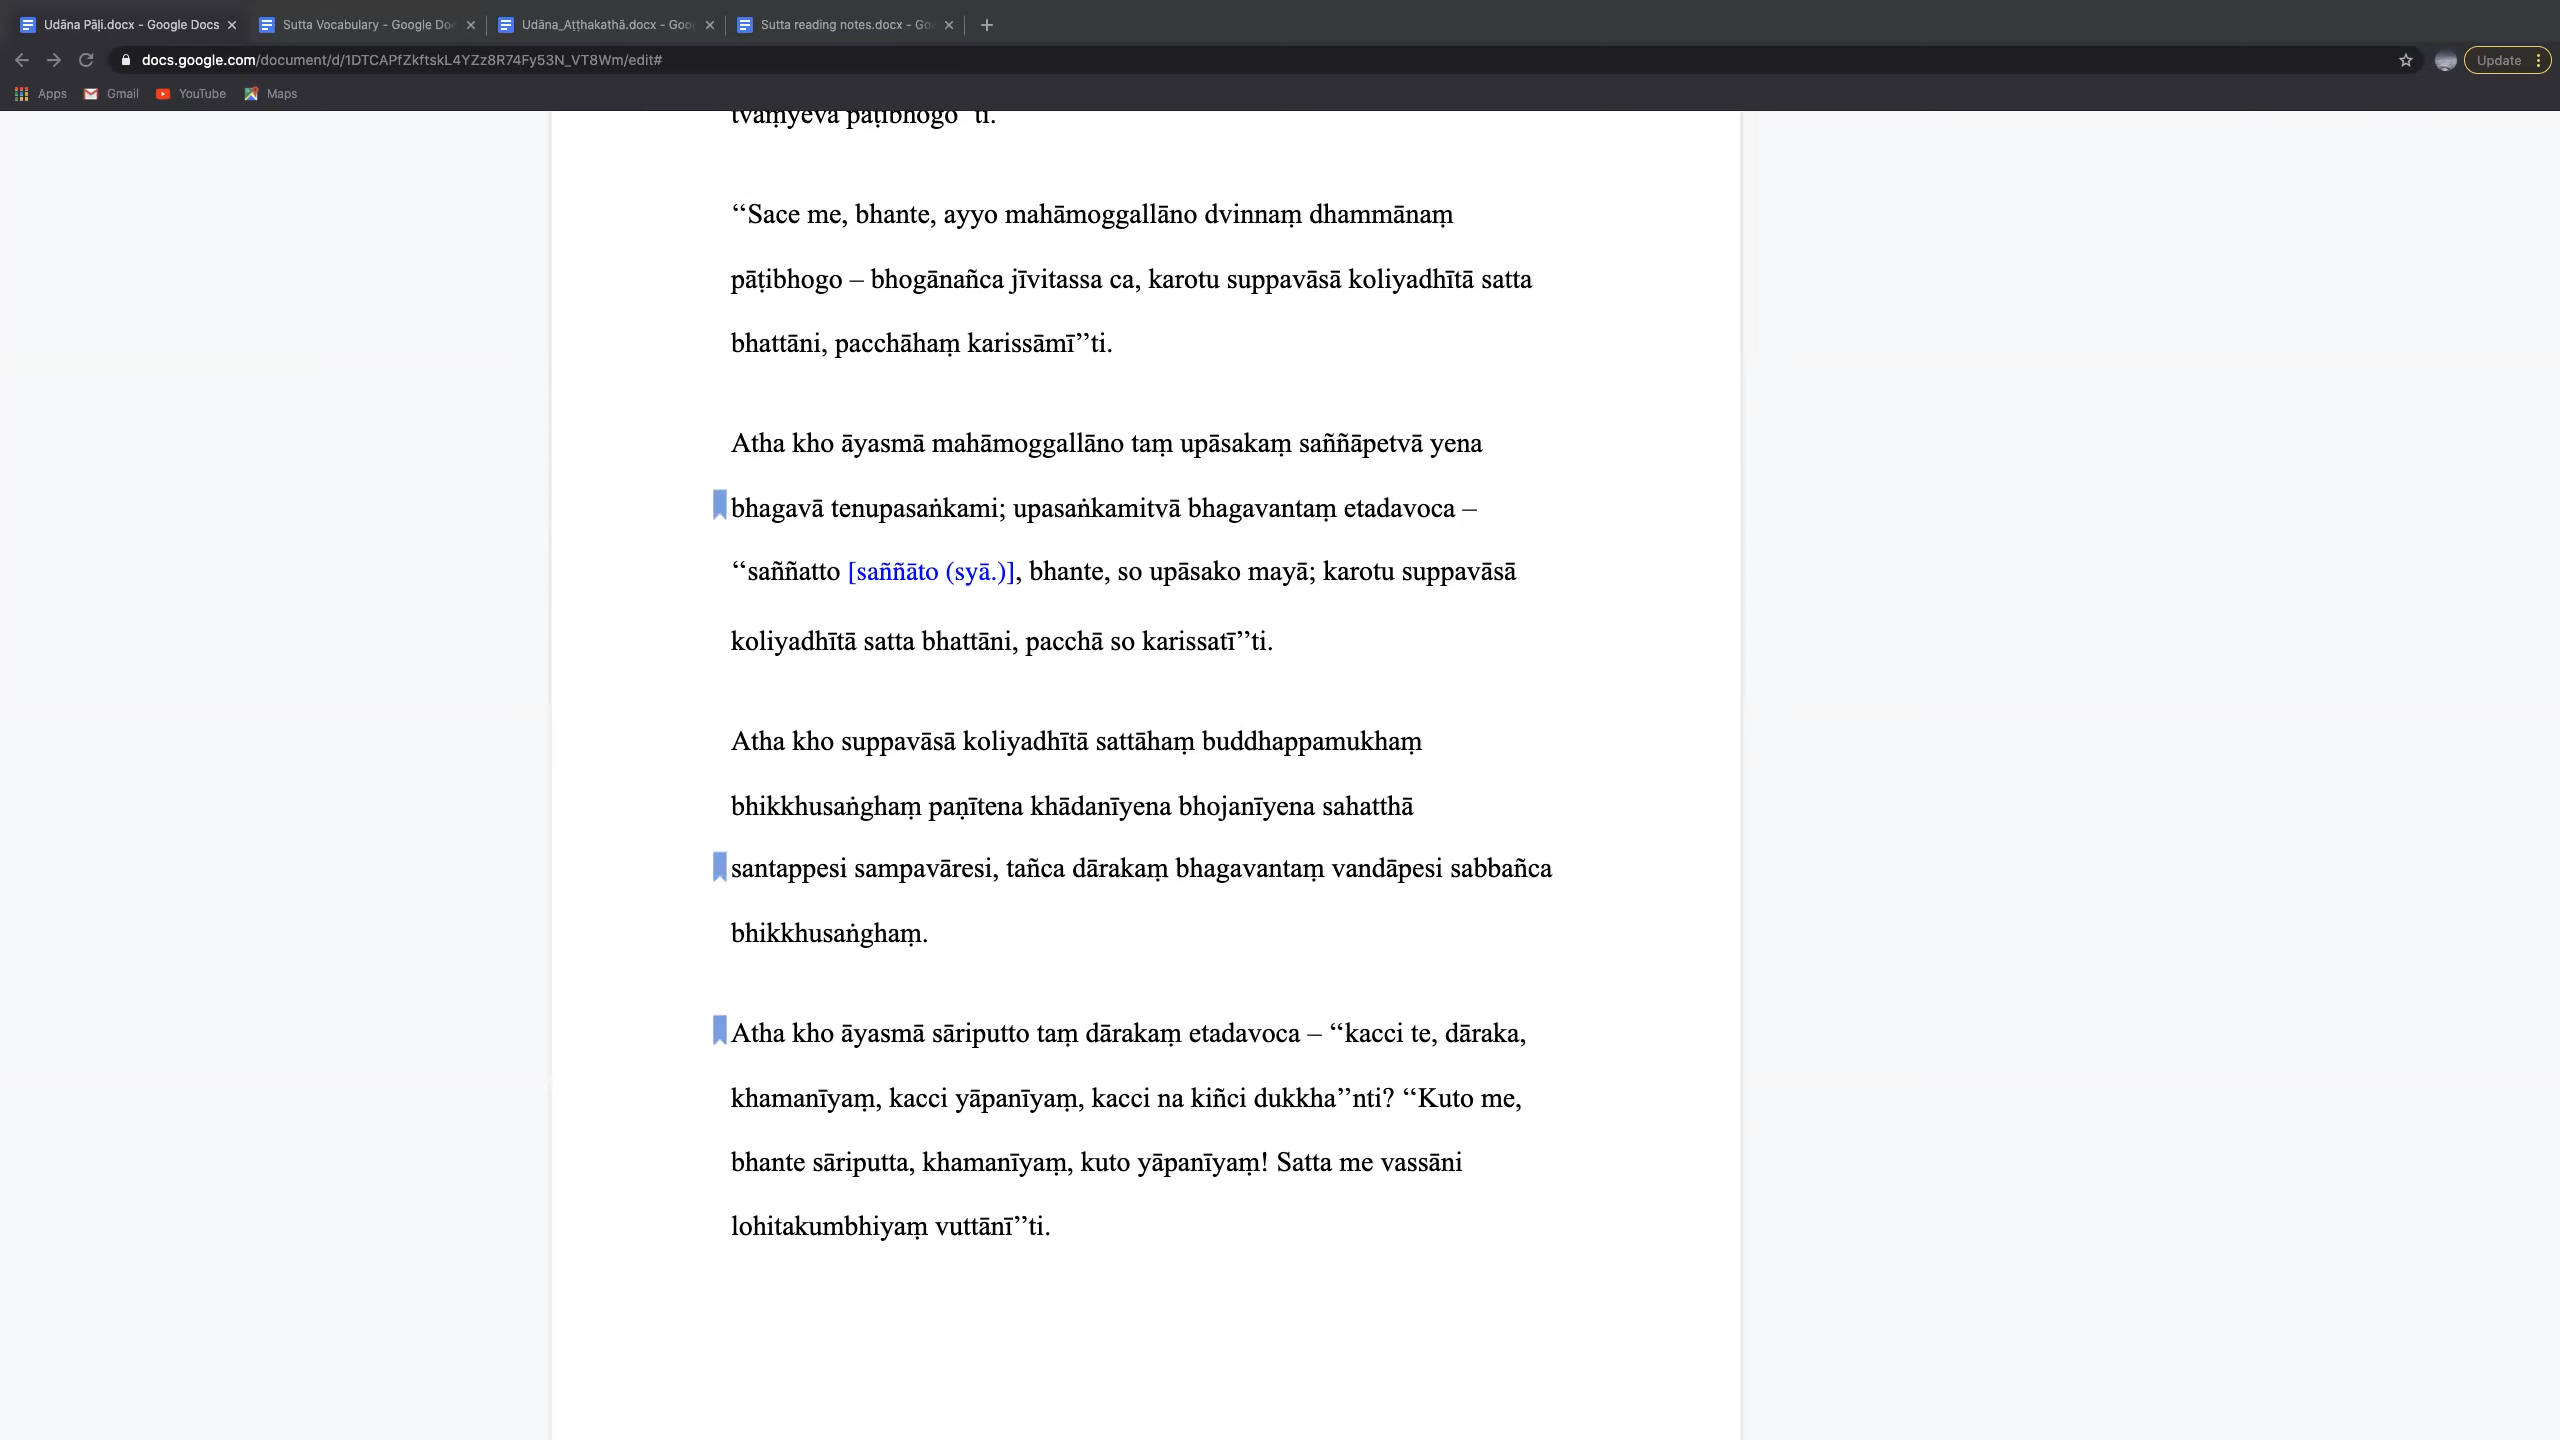 Udāna Pāḷi.docx - Google Docs
Sutta Vocabulary - Google Do
Udāna_Aṭṭhakathā.docx - Goo
Sutta reading notes.docx - Go
docs.google.com/document/d/1DTCAPfZkftskL4YZz8R74Fy53N_VT8Wm/edit#
Update
Apps Gmail YouTube Maps
tvaṃyeva pāṭibhogo’’ti.
‘‘Sace me, bhante, ayyo mahāmoggallāno dvinnaṃ dhammānaṃ
pāṭibhogo – bhogānañca jīvitassa ca, karotu suppavāsā koliyadhītā satta
bhattāni, pacchāhaṃ karissāmī’’ti.
Atha kho āyasmā mahāmoggallāno taṃ upāsakaṃ saññāpetvā yena
bhagavā tenupasaṅkami; upasaṅkamitvā bhagavantaṃ etadavoca –
‘‘saññatto [saññāto (syā.)], bhante, so upāsako mayā; karotu suppavāsā
koliyadhītā satta bhattāni, pacchā so karissatī’’ti.
Atha kho suppavāsā koliyadhītā sattāhaṃ buddhappamukhaṃ
bhikkhusaṅghaṃ paṇītena khādanīyena bhojanīyena sahatthā
santappesi sampavāresi, tañca dārakaṃ bhagavantaṃ vandāpesi sabbañca
bhikkhusaṅghaṃ.
Atha kho āyasmā sāriputto taṃ dārakaṃ etadavoca – ‘‘kacci te, dāraka,
khamanīyaṃ, kacci yāpanīyaṃ, kacci na kiñci dukkha’’nti? ‘‘Kuto me,
bhante sāriputta, khamanīyaṃ, kuto yāpanīyaṃ! Satta me vassāni
lohitakumbhiyaṃ vuttānī’’ti.